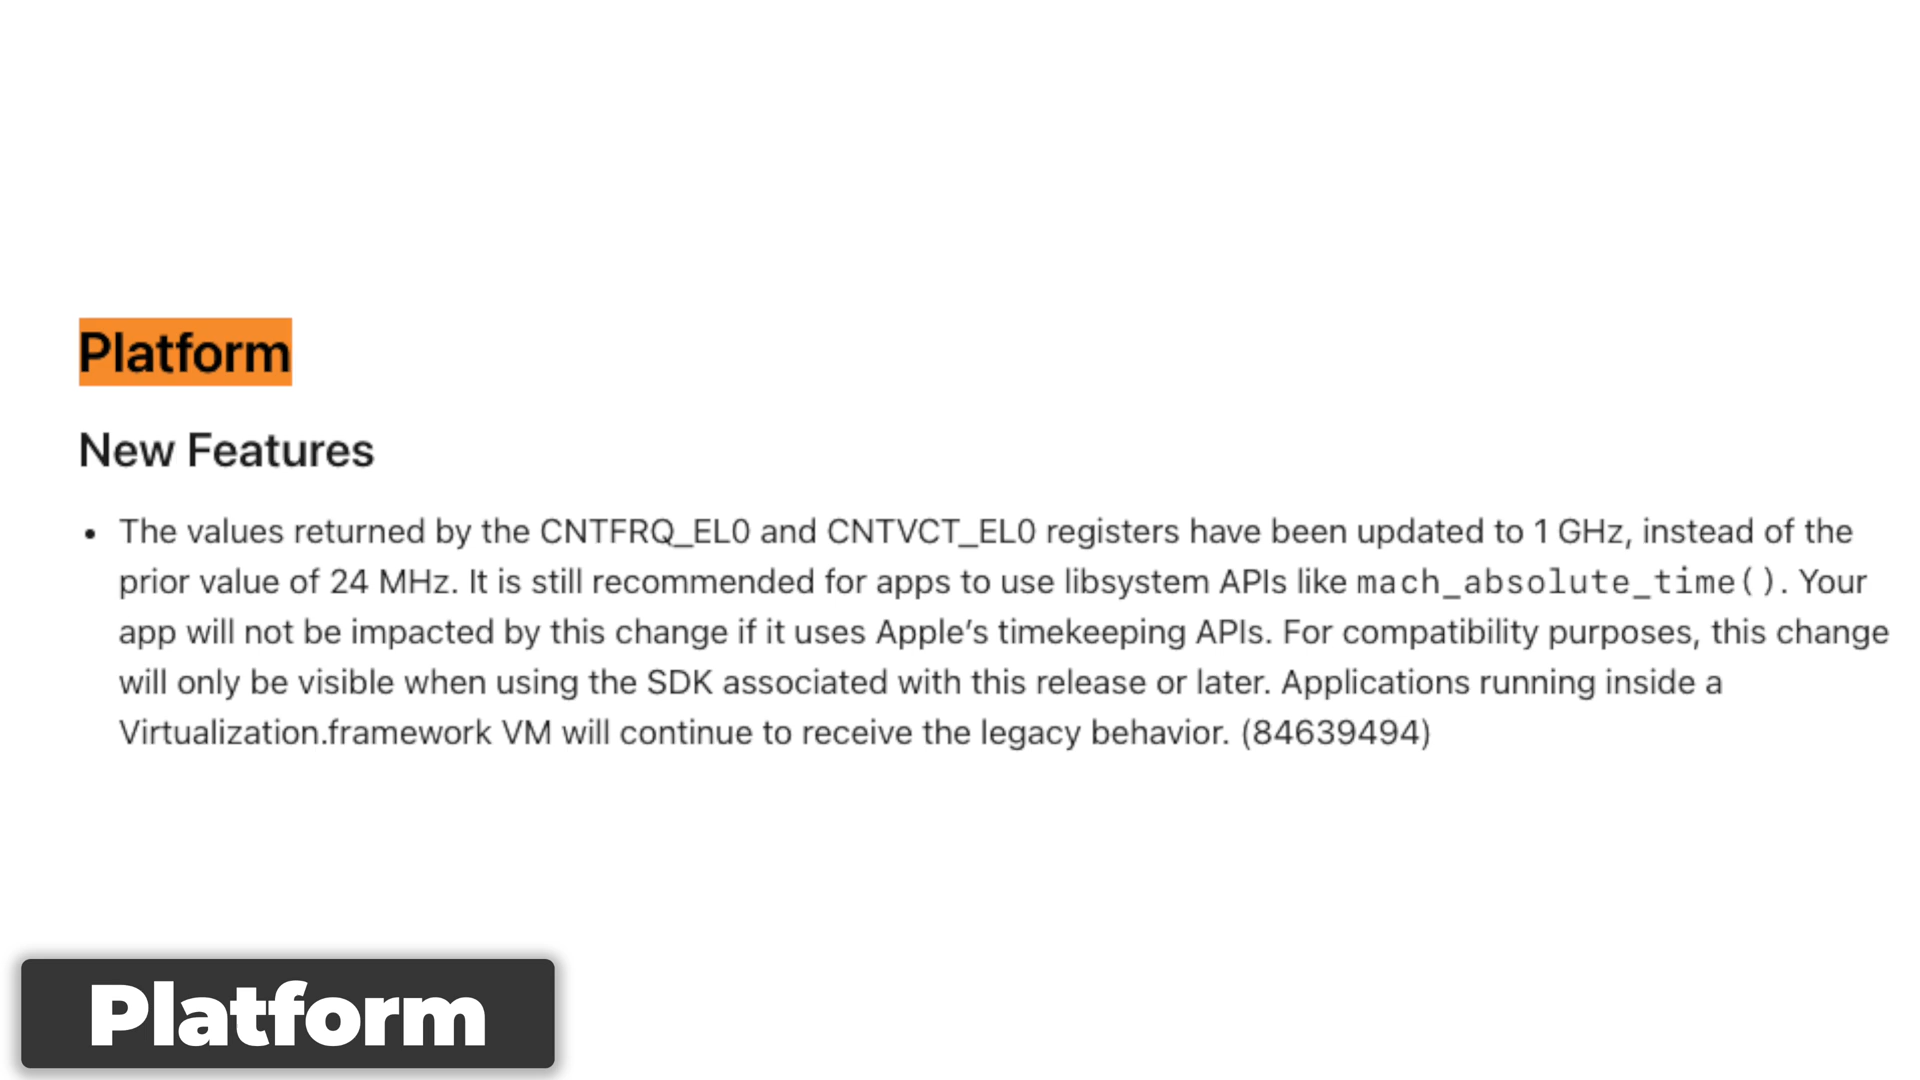 Platform
New Features
• The values returned by the CNTFRQ_EL0 and CNTVCT_EL0 registers have been updated to 1 GHz, instead of the
prior value of 24 MHz. It is still recommended for apps to use libsystem APIs like mach_absolute_time(). Your
app will not be impacted by this change if it uses Apple’s timekeeping APIs. For compatibility purposes, this change
will only be visible when using the SDK associated with this release or later. Applications running inside a
Virtualization.framework VM will continue to receive the legacy behavior. (84639494)
Platform